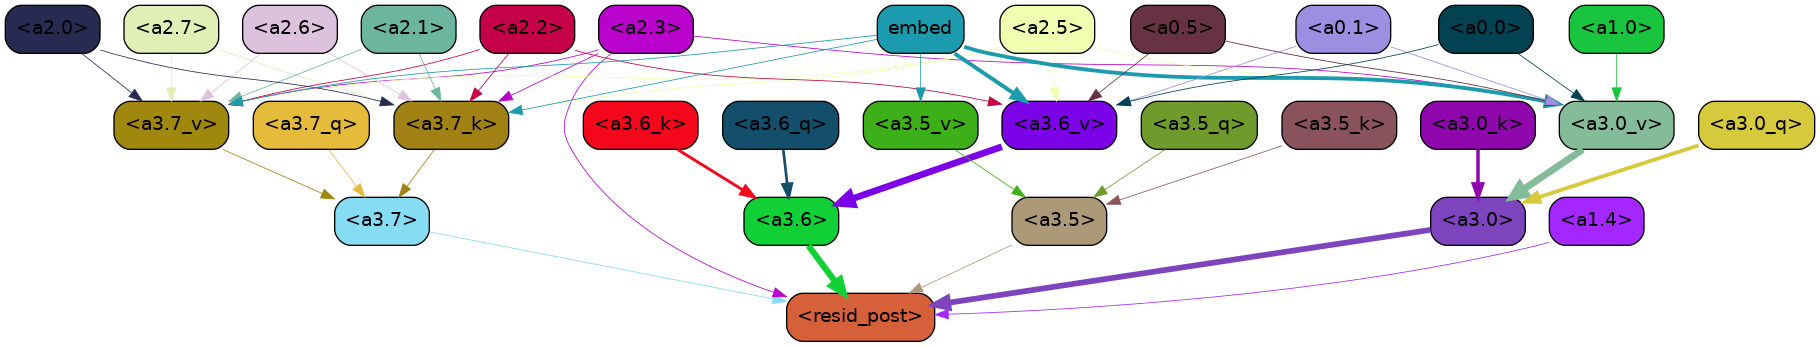 <a2.0> <a2.7> <a2.6> <a2.1> <a2.2> <a2.3> embed <a2.5> <a0.5> <a0.1> <a0.0> <a1.0>
<a3.7_v> <a3.7_q> <a3.7_k> <a3.6_k> <a3.6_q> <a3.5_v> <a3.6_v> <a3.5_q> <a3.5_k> <a3.0_k> <a3.0_v> <a3.0_q>
<a3.7> <a3.6> <a3.5> <a3.0> <a1.4>
<resid_post>